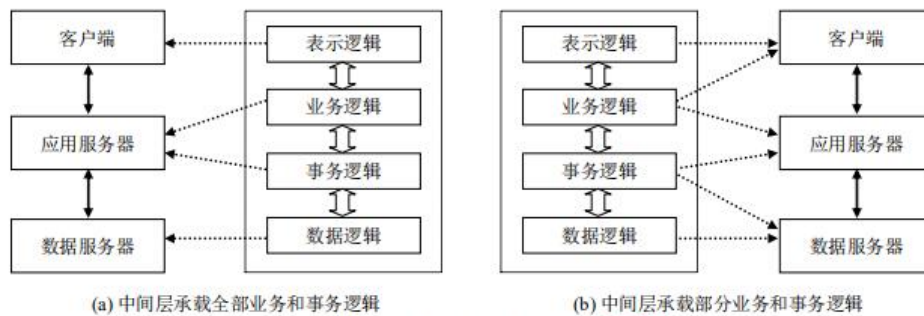 客户端
应用服务器
数据服务器
表示逻辑
业务逻辑
事务逻辑
数据逻辑
(a) 中间层承载全部业务和事务逻辑
表示逻辑
业务逻辑
事务逻辑
数据逻辑
客户端
应用服务器
数据服务器
(b) 中间层承载部分业务和事务逻辑